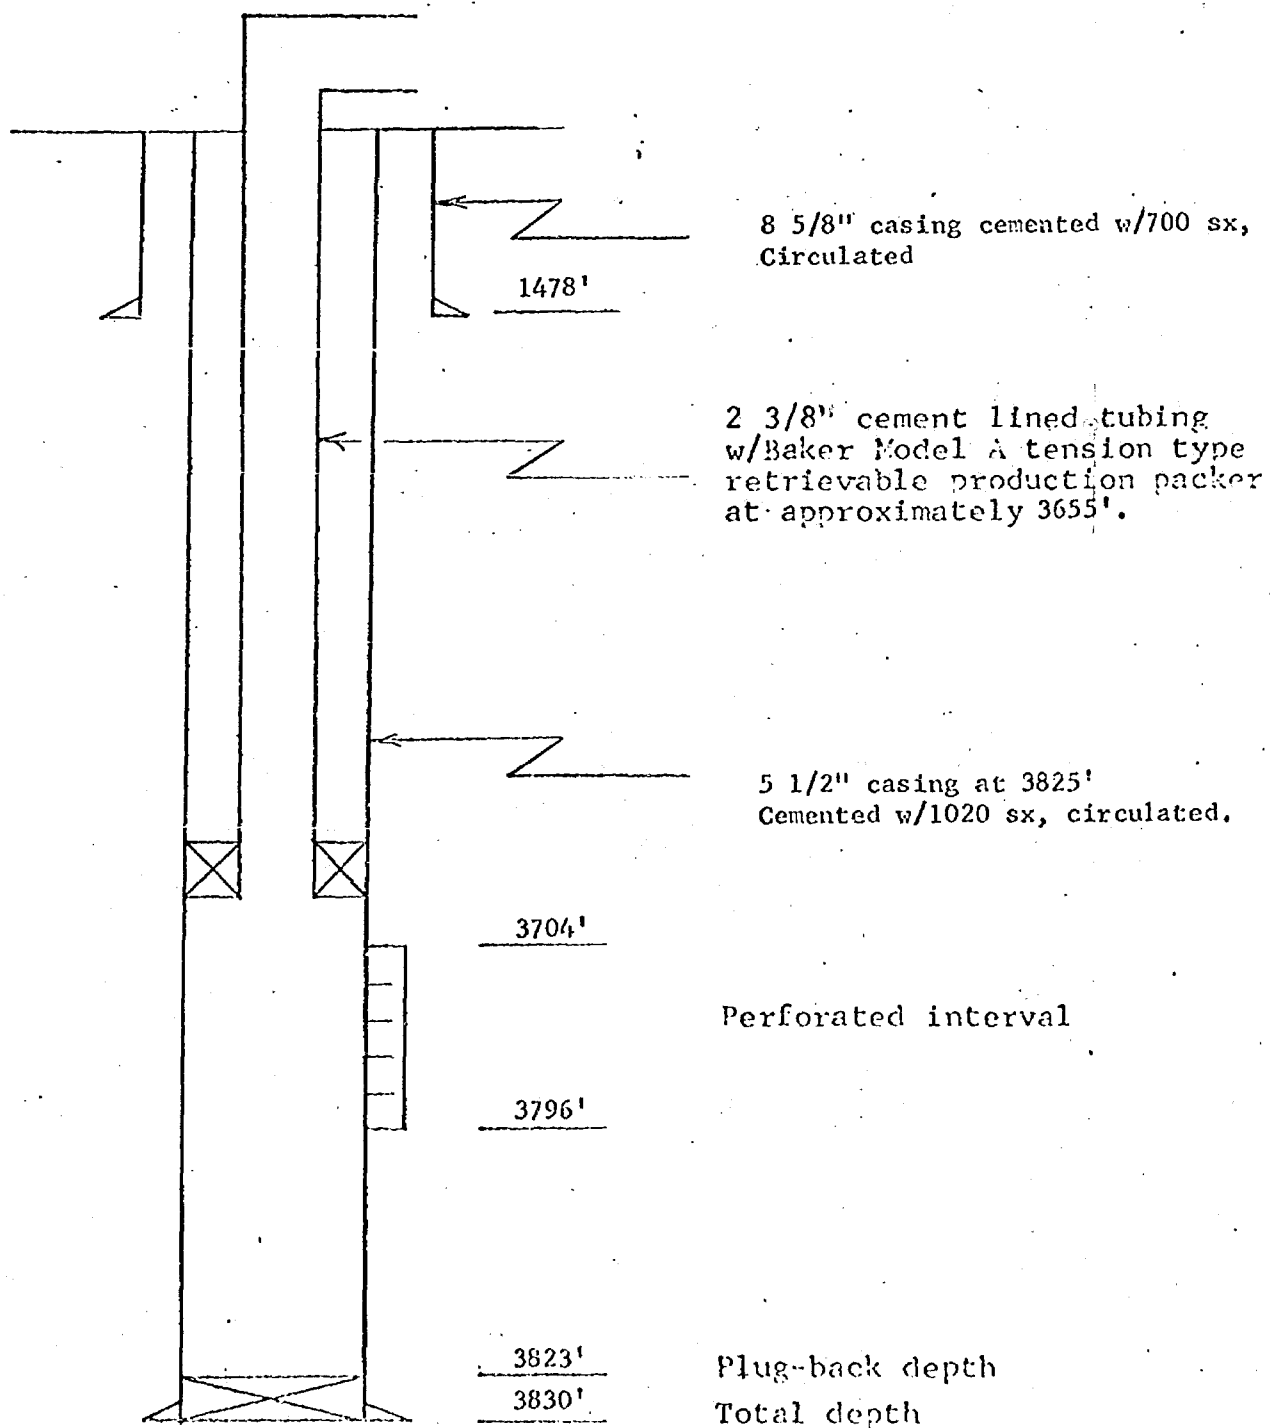 8 5/8" casing cemented w/700 sx,
Circulated
1478'
2 3/8" cement lined tubing
w/Baker Model A tension type
retrievable production packer
at approximately 3655'.
5 1/2" casing at 3825'
Cemented w/1020 sx, circulated.
3704'
Perforated interval
3796'
3823' Plug-back depth
3830' Total depth